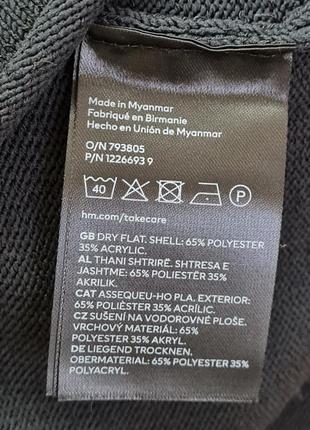 Made in Myanmar
Fabriqué en Birmanie
Hecho en Unión de Myanmar
O/N 793805
P/N 1226693 9
40 P
hm.com/takecare
GB DRY FLAT. SHELL: 65% POLYESTER
35% ACRYLIC.
AL THANI SHTRIRË. SHTRESA E
JASHTME: 65% POLIESTËR 35%
AKRILIK.
CAT ASSEQUEU-HO PLA. EXTERIOR:
65% POLIÈSTER 35% ACRÍLIC.
CZ SUŠENÍ NA VODOROVNÉ PLOŠE.
VRCHOVÝ MATERIÁL: 65%
POLYESTER 35% AKRYL.
DE LIEGEND TROCKNEN.
OBERMATERIAL: 65% POLYESTER 35%
POLYACRYL.